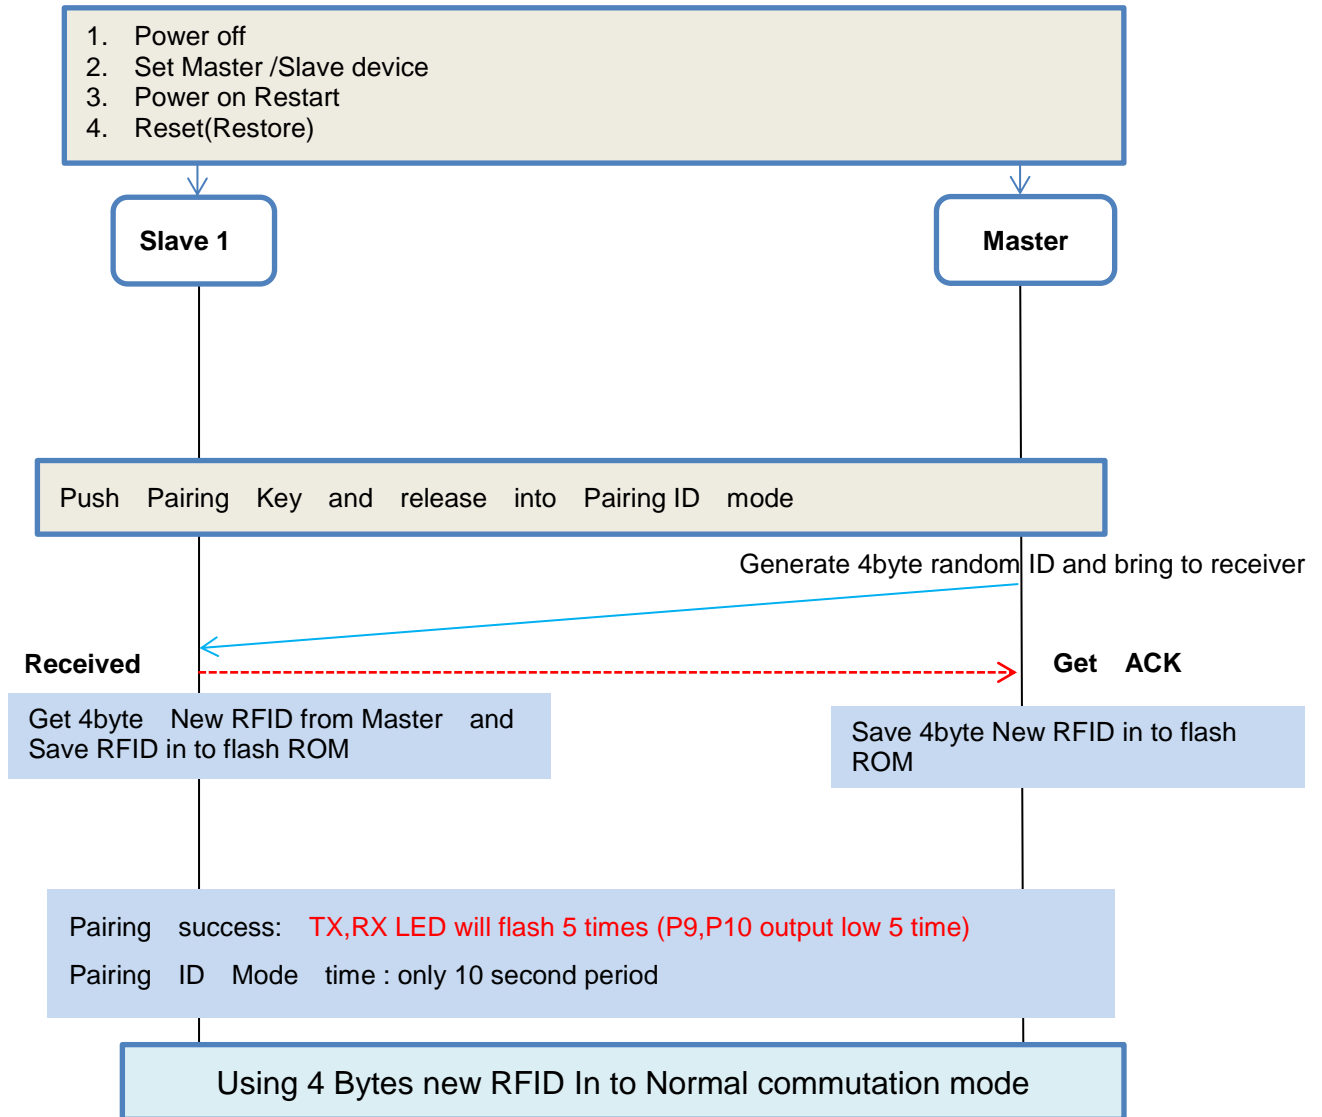 1. Power off
2. Set Master /Slave device
3. Power on Restart
4. Reset(Restore)
Slave 1
Master
Push Pairing Key and release into Pairing ID mode
Generate 4byte random ID and bring to receiver
Received
Get ACK
Get 4byte New RFID from Master and
Save RFID in to flash ROM
Save 4byte New RFID in to flash
ROM
Pairing success: TX,RX LED will flash 5 times (P9,P10 output low 5 time)
Pairing ID Mode time : only 10 second period
Using 4 Bytes new RFID In to Normal commutation mode